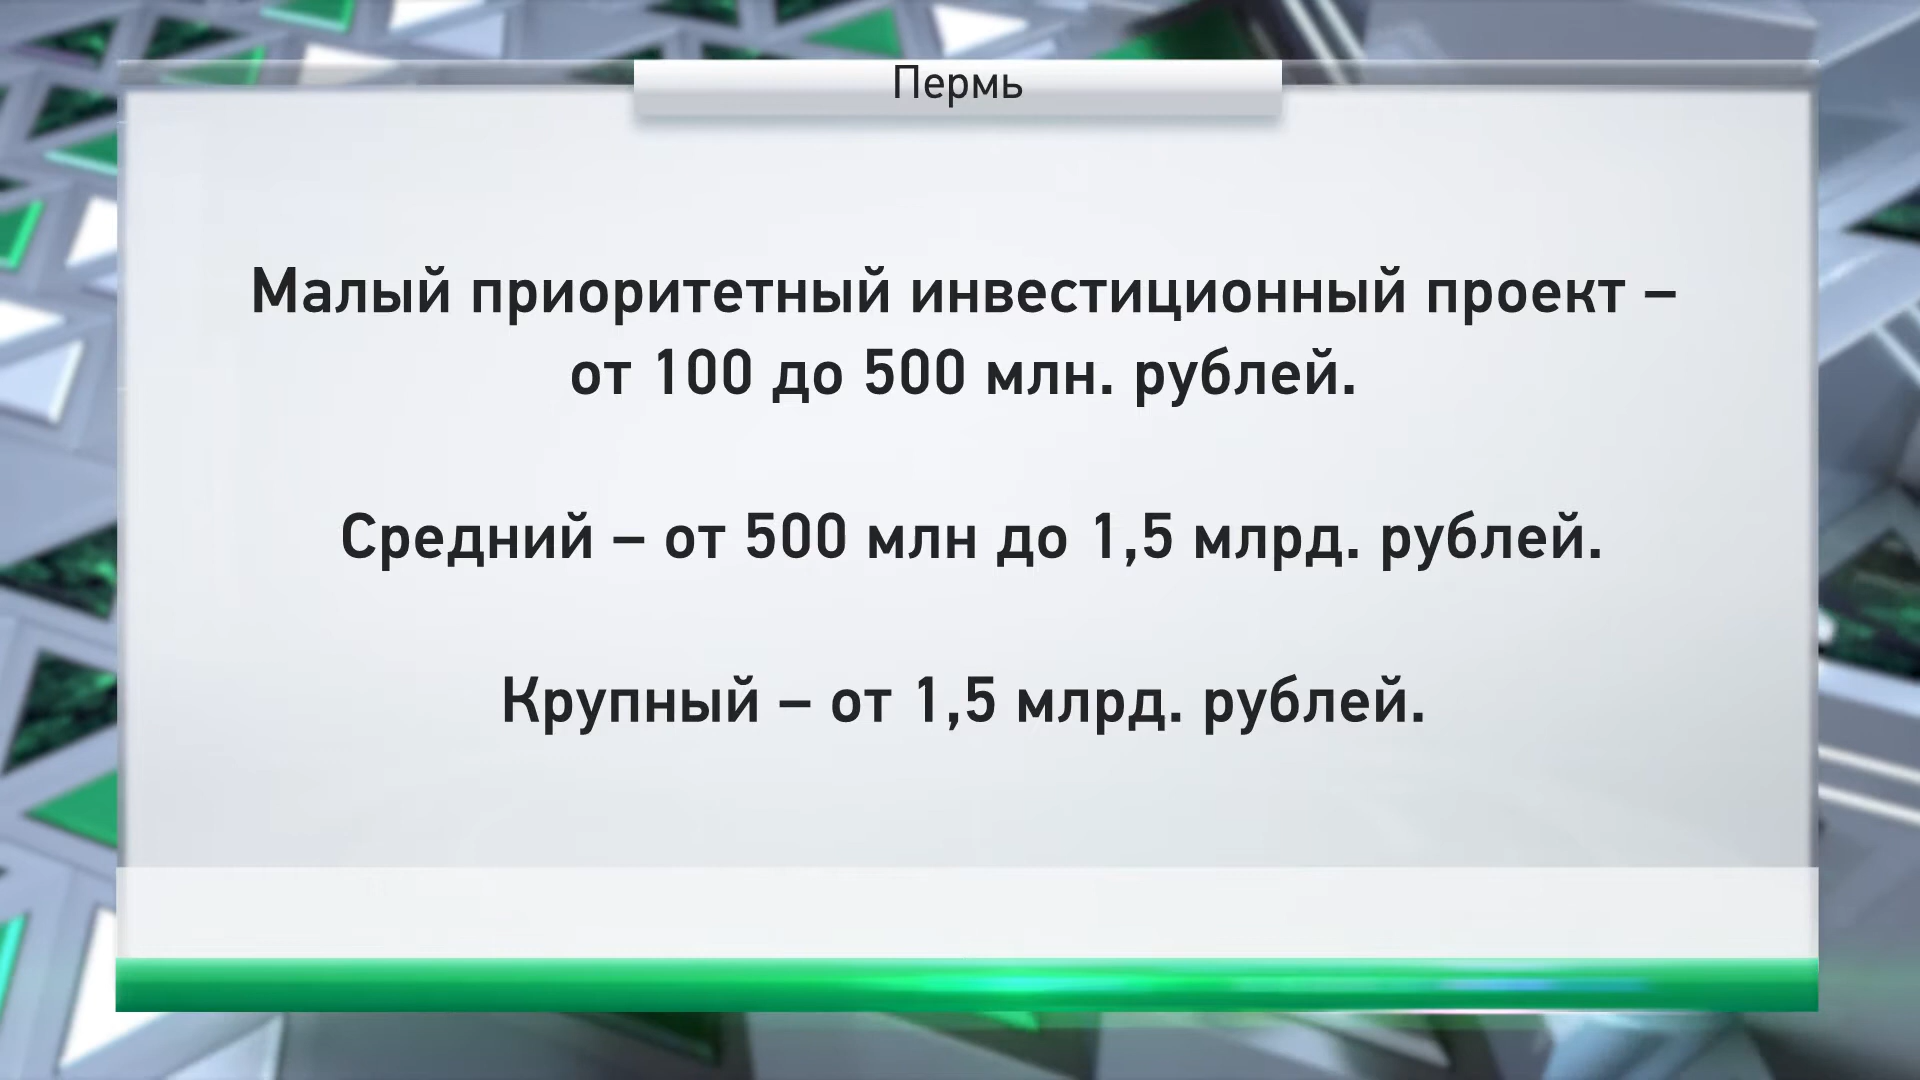 Пермь
Малый приоритетный инвестиционный проект –
от 100 до 500 млн. рублей.
Средний – от 500 млн до 1,5 млрд. рублей.
Крупный – от 1,5 млрд. рублей.